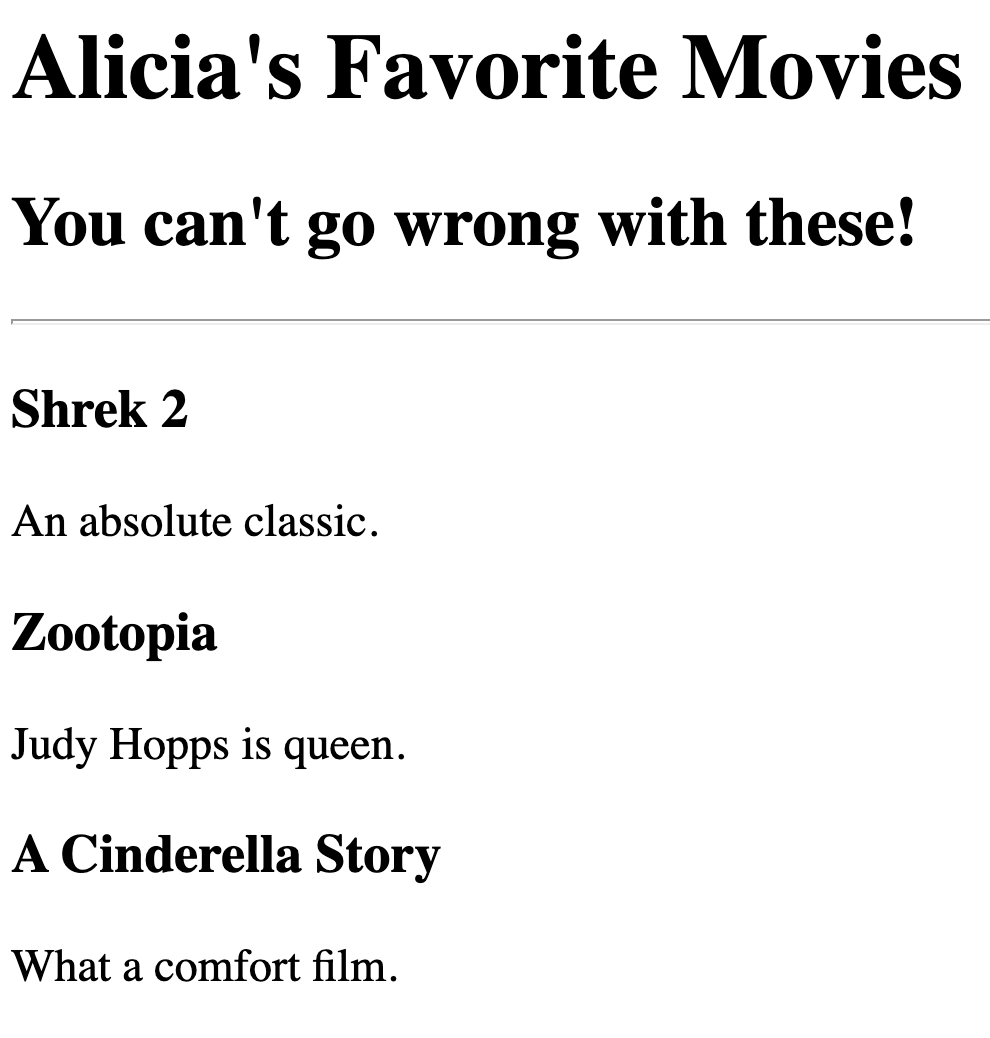 Alicia's Favorite Movies
You can't go wrong with these!
Shrek 2
An absolute classic.
Zootopia
Judy Hopps is queen.
A Cinderella Story
What a comfort film.